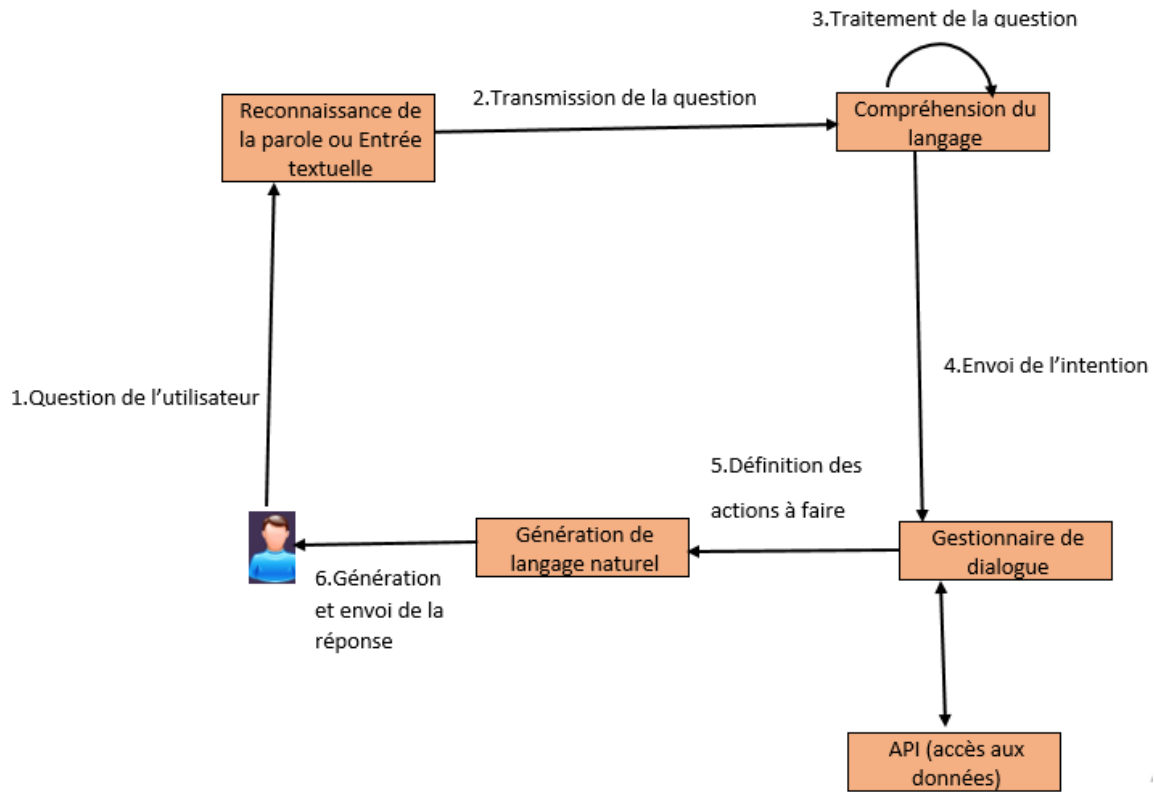 3.Traitement de la question
2.Transmission de la question
Reconnaissance de
la parole ou Entrée
textuelle
Compréhension du
langage
4.Envoi de l'intention
1.Question de l'utilisateur
5.Définition des
actions à faire
Génération de
langage naturel
Gestionnaire de
dialogue
6.Génération
et envoi de la
réponse
API (accès aux
données)